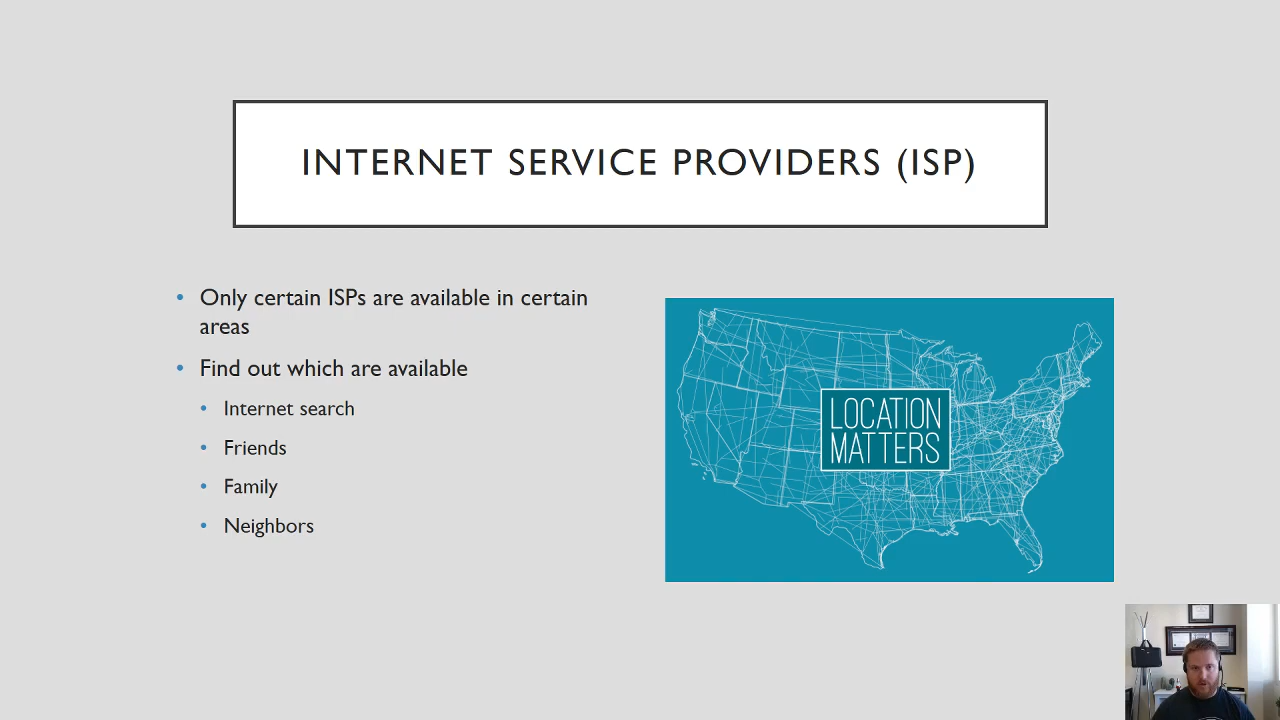 INTERNET SERVICE PROVIDERS (ISP)
• Only certain ISPs are available in certain
areas
• Find out which are available
• Internet search
• Friends
• Family
• Neighbors
LOCATION
MATTERS